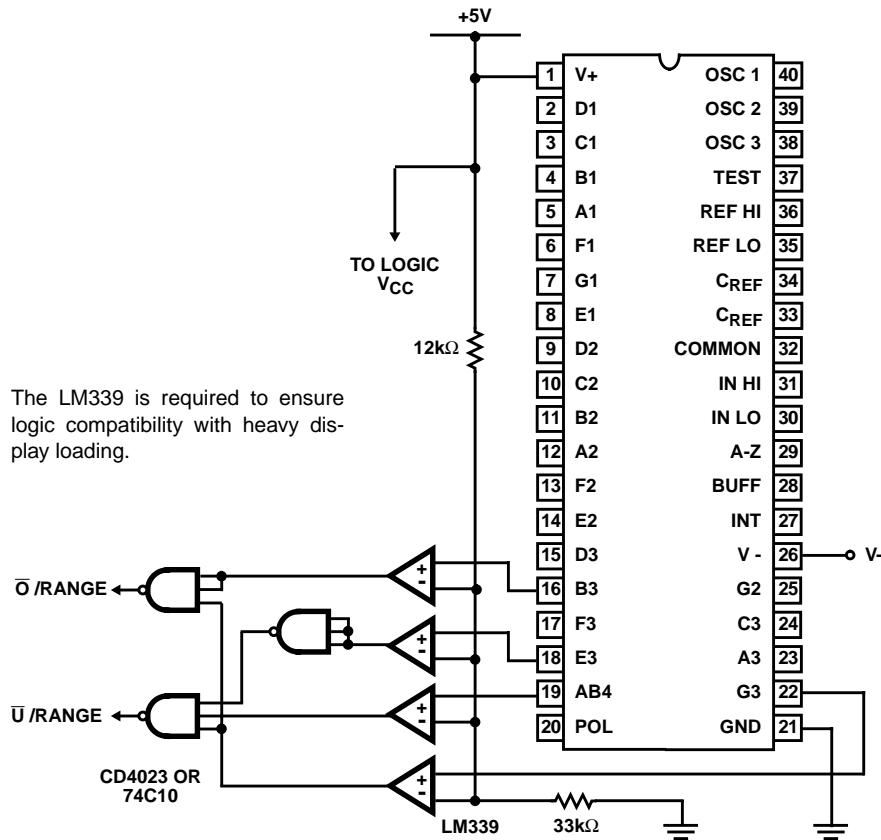 +5V
1 V+ OSC 1 40
2 D1 OSC 2 39
3 C1 OSC 3 38
4 B1 TEST 37
5 A1 REF HI 36
6 F1 REF LO 35
TO LOGIC
VCC
7 G1 CREF 34
8 E1 CREF 33
12kΩ
9 D2 COMMON 32
10 C2 IN HI 31
11 B2 IN LO 30
12 A2 A-Z 29
13 F2 BUFF 28
14 E2 INT 27
15 D3 V - 26 V-
16 B3 G2 25
17 F3 C3 24
18 E3 A3 23
19 AB4 G3 22
20 POL GND 21
The LM339 is required to ensure
logic compatibility with heavy dis-
play loading.
O̅ /RANGE
+
-
+
-
U̅ /RANGE
+
-
+
-
CD4023 OR
74C10
LM339
33kΩ